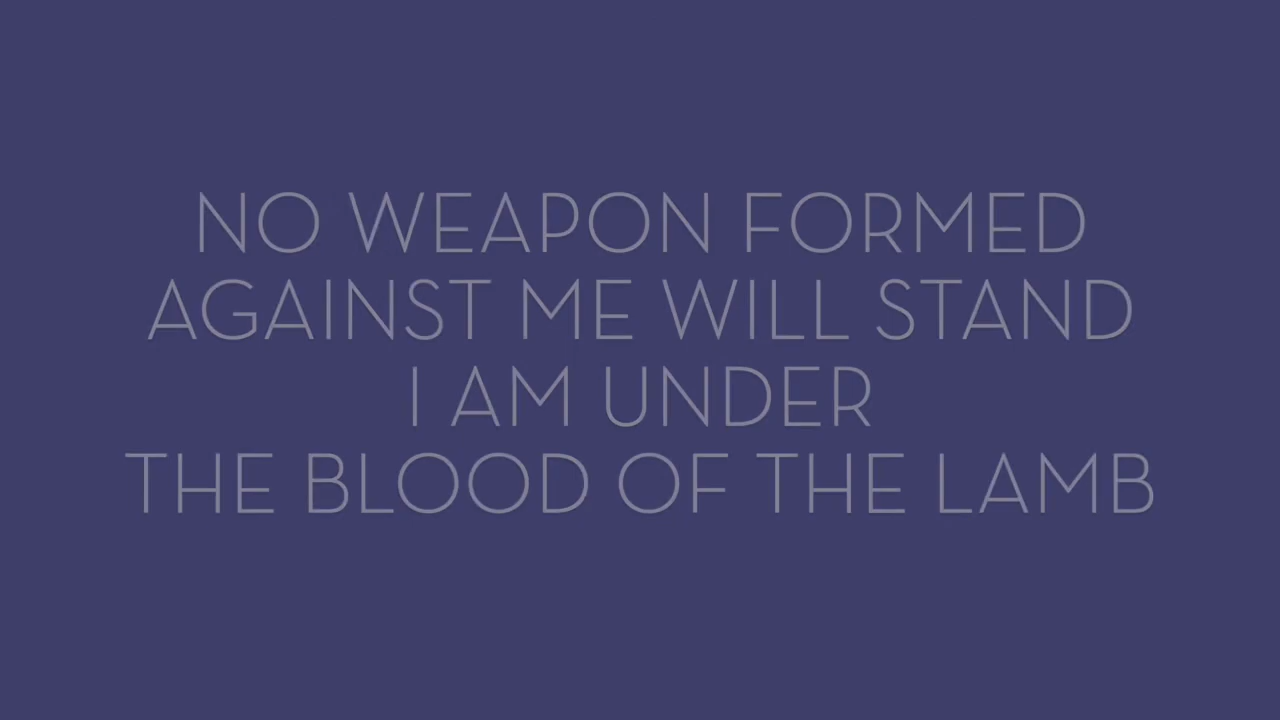 NO WEAPON FORMED
AGAINST ME WILL STAND
I AM UNDER
THE BLOOD OF THE LAMB